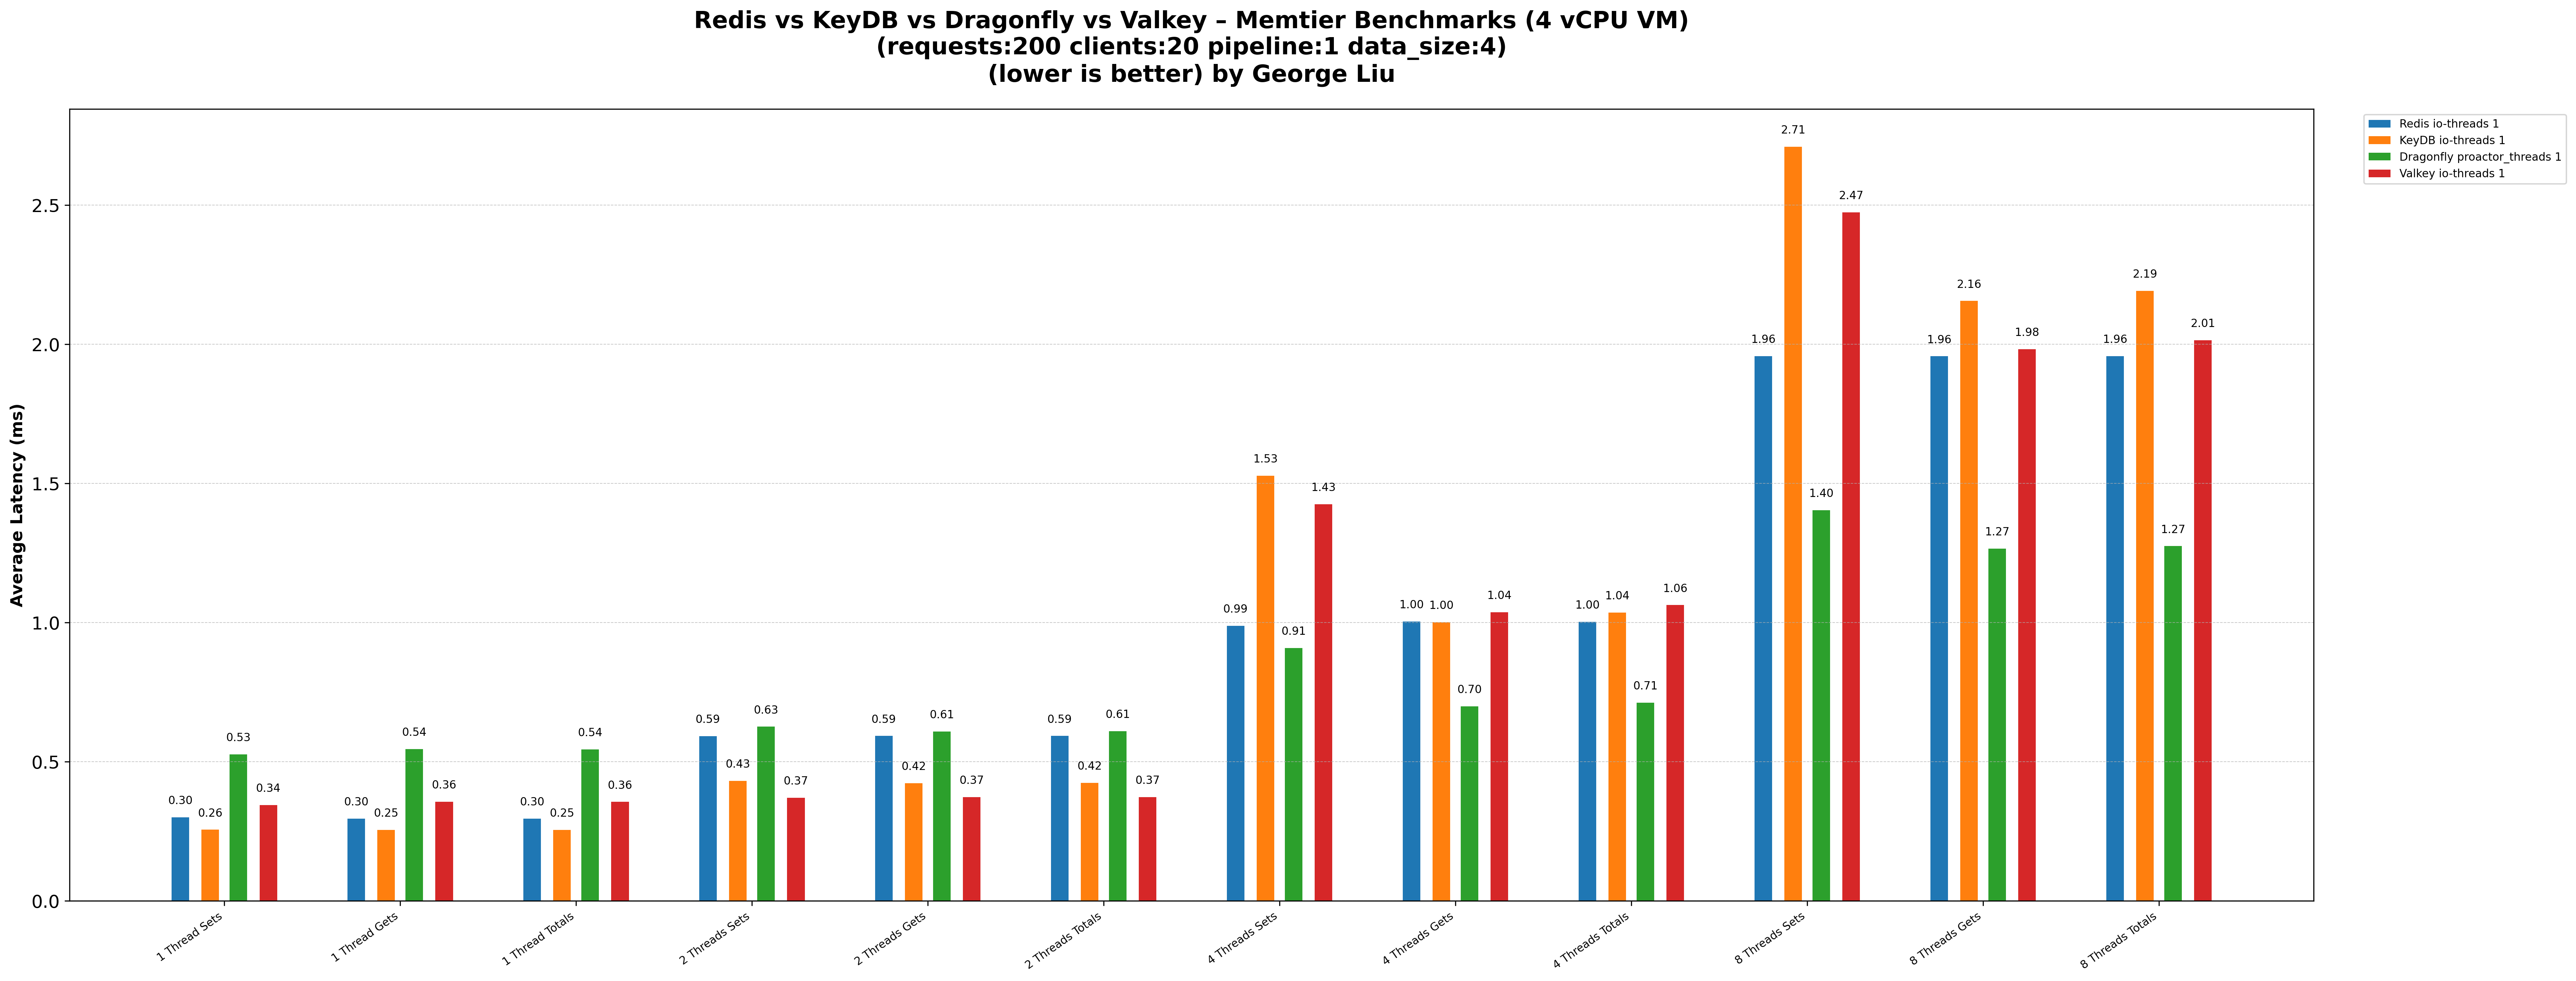 Redis vs KeyDB vs Dragonfly vs Valkey – Memtier Benchmarks (4 vCPU VM)
(requests:200 clients:20 pipeline:1 data_size:4)
(lower is better) by George Liu
Redis io-threads 1
KeyDB io-threads 1
Dragonfly proactor_threads 1
Valkey io-threads 1
Average Latency (ms)
2.5
2.0
1.5
1.0
0.5
0.0
0.30 0.26 0.53 0.34
0.30 0.25 0.54 0.36
0.30 0.25 0.54 0.36
0.59 0.43 0.63 0.37
0.59 0.42 0.61 0.37
0.59 0.42 0.61 0.37
0.99 1.53 0.91 1.43
1.00 1.00 0.70 1.04
1.00 1.04 0.71 1.06
1.96 2.71 1.40 2.47
1.96 2.16 1.27 1.98
1.96 2.19 1.27 2.01
1 Thread Sets
1 Thread Gets
1 Thread Totals
2 Threads Sets
2 Threads Gets
2 Threads Totals
4 Threads Sets
4 Threads Gets
4 Threads Totals
8 Threads Sets
8 Threads Gets
8 Threads Totals